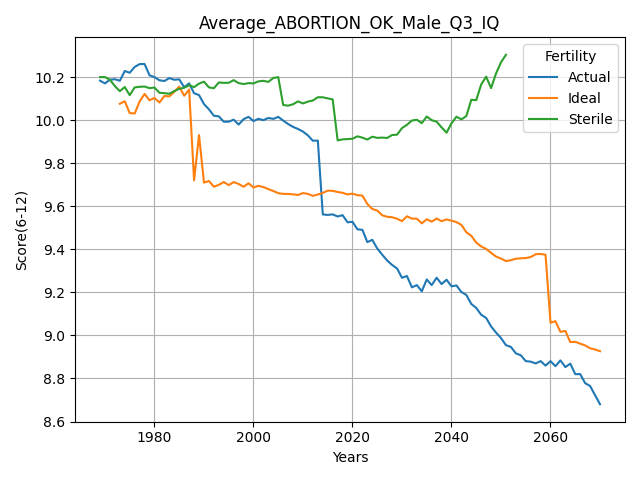 Average_ABORTION_OK_Male_Q3_IQ
Fertility
Actual
Ideal
Sterile
Score(6-12)
10.2
10.0
9.8
9.6
9.4
9.2
9.0
8.8
8.6
1980
2000
2020
2040
2060
Years